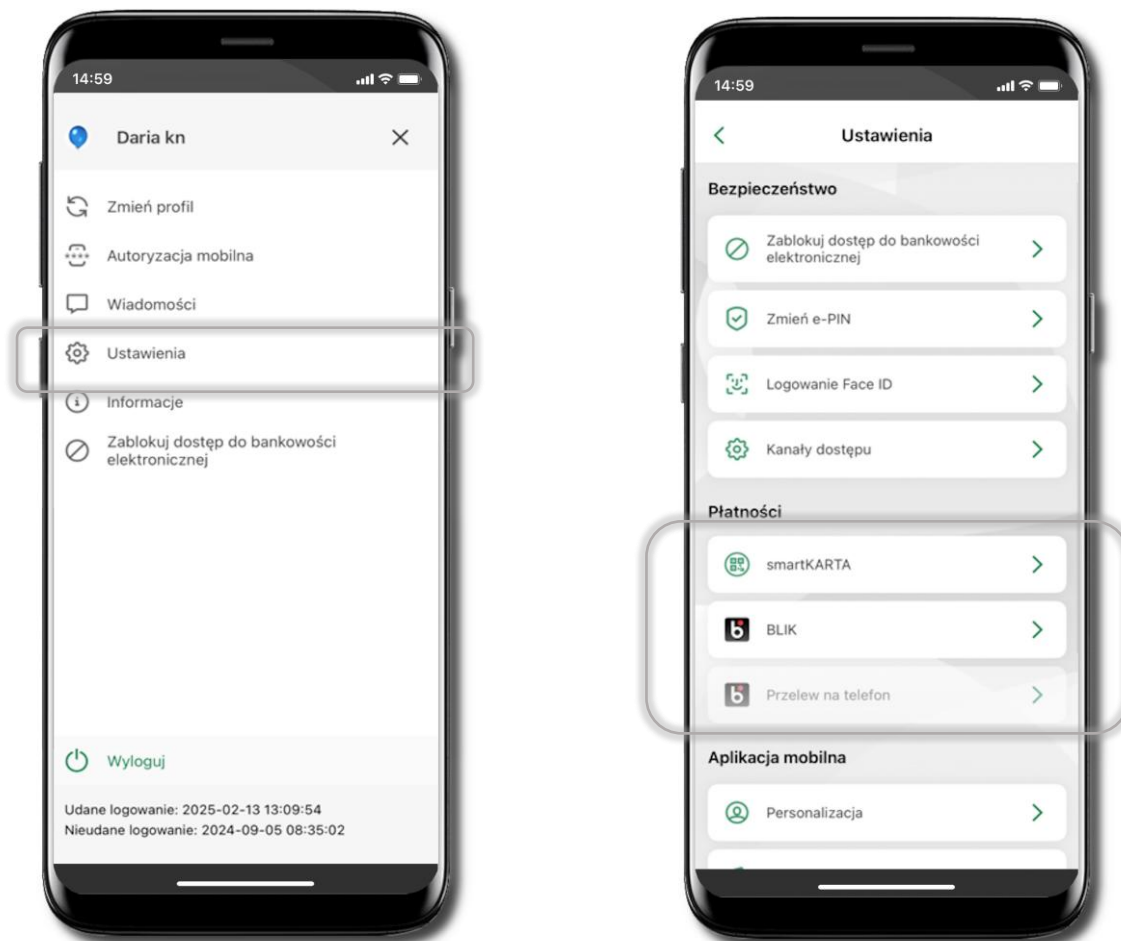 14:59
Daria kn
Zmień profil
Autoryzacja mobilna
Wiadomości
Ustawienia
Informacje
Zablokuj dostęp do bankowości
elektronicznej
Wyloguj
Udane logowanie: 2025-02-13 13:09:54
Nieudane logowanie: 2024-09-05 08:35:02
14:59
Ustawienia
Bezpieczeństwo
Zablokuj dostęp do bankowości
elektronicznej
Zmień e-PIN
Logowanie Face ID
Kanały dostępu
Płatności
smartKARTA
BLIK
Przelew na telefon
Aplikacja mobilna
Personalizacja